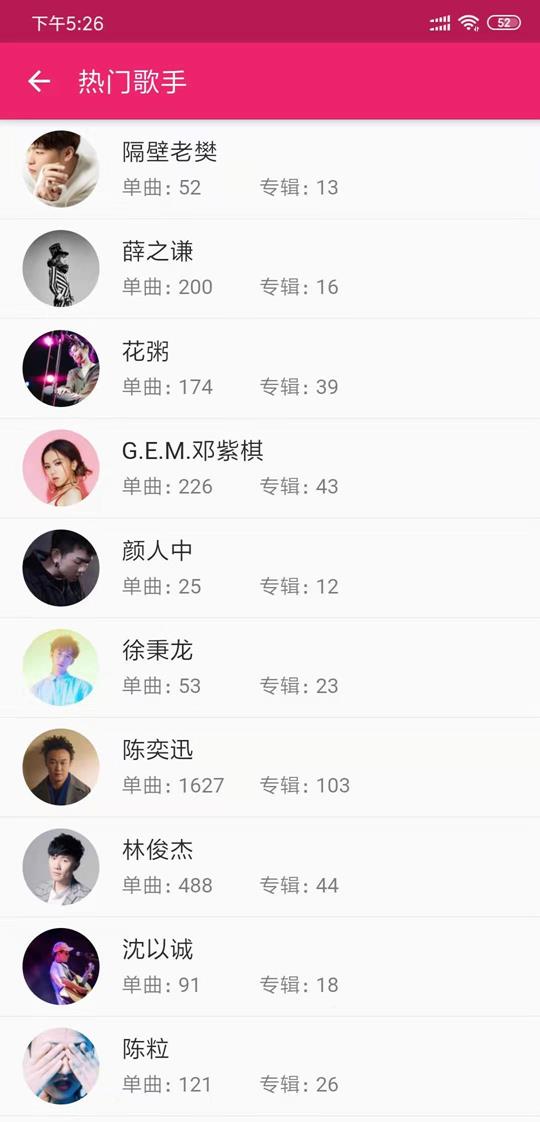 下午5:26
52
热门歌手
隔壁老樊
单曲: 52 专辑: 13
薛之谦
单曲: 200 专辑: 16
花粥
单曲: 174 专辑: 39
G.E.M.邓紫棋
单曲: 226 专辑: 43
颜人中
单曲: 25 专辑: 12
徐秉龙
单曲: 53 专辑: 23
陈奕迅
单曲: 1627 专辑: 103
林俊杰
单曲: 488 专辑: 44
沈以诚
单曲: 91 专辑: 18
陈粒
单曲: 121 专辑: 26